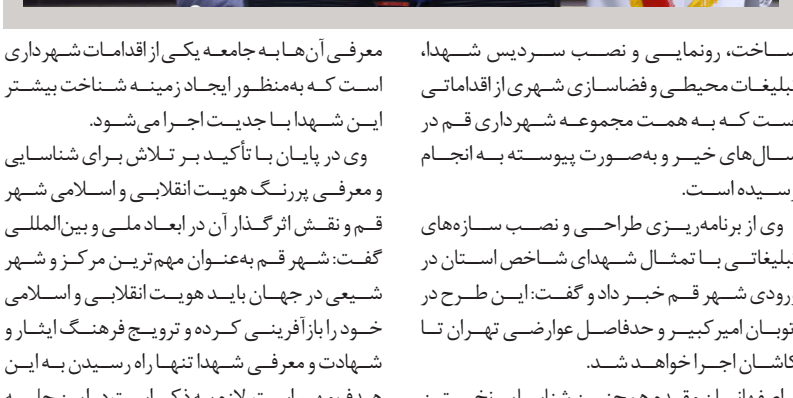 ساخت، رونمایی و نصب سردیس شهدا،
تبلیغات محیطی و فضاسازی شهری از اقداماتی
است که به همت مجموعه شهرداری قم در
سال‌های خیر و به‌صورت پیوسته به انجام
رسیده است.
وی از برنامه‌ریزی طراحی و نصب سازه‌های
تبلیغاتی با تمثال شهدای شاخص استان در
ورودی شهر قم خبر داد و گفت: این طرح در
اتوبان امیرکبیر و حدفاصل عوارضی تهران تا
کاشان اجرا خواهد شد.
معرفی آن‌ها به جامعه یکی از اقدامات شهرداری
است که به‌منظور ایجاد زمینه شناخت بیشتر
این شهدا با جدیت اجرا می‌شود.
وی در پایان با تأکید بر تلاش برای شناسایی
و معرفی پررنگ هویت انقلابی و اسلامی شهر
قم و نقش اثرگذار آن در ابعاد ملی و بین‌المللی
گفت: شهر قم به‌عنوان مهم‌ترین مرکز و شهر
شیعی در جهان باید هویت انقلابی و اسلامی
خود را بازآفرینی کرده و ترویج فرهنگ ایثار و
شهادت و معرفی شهدا تنها راه رسیدن به این